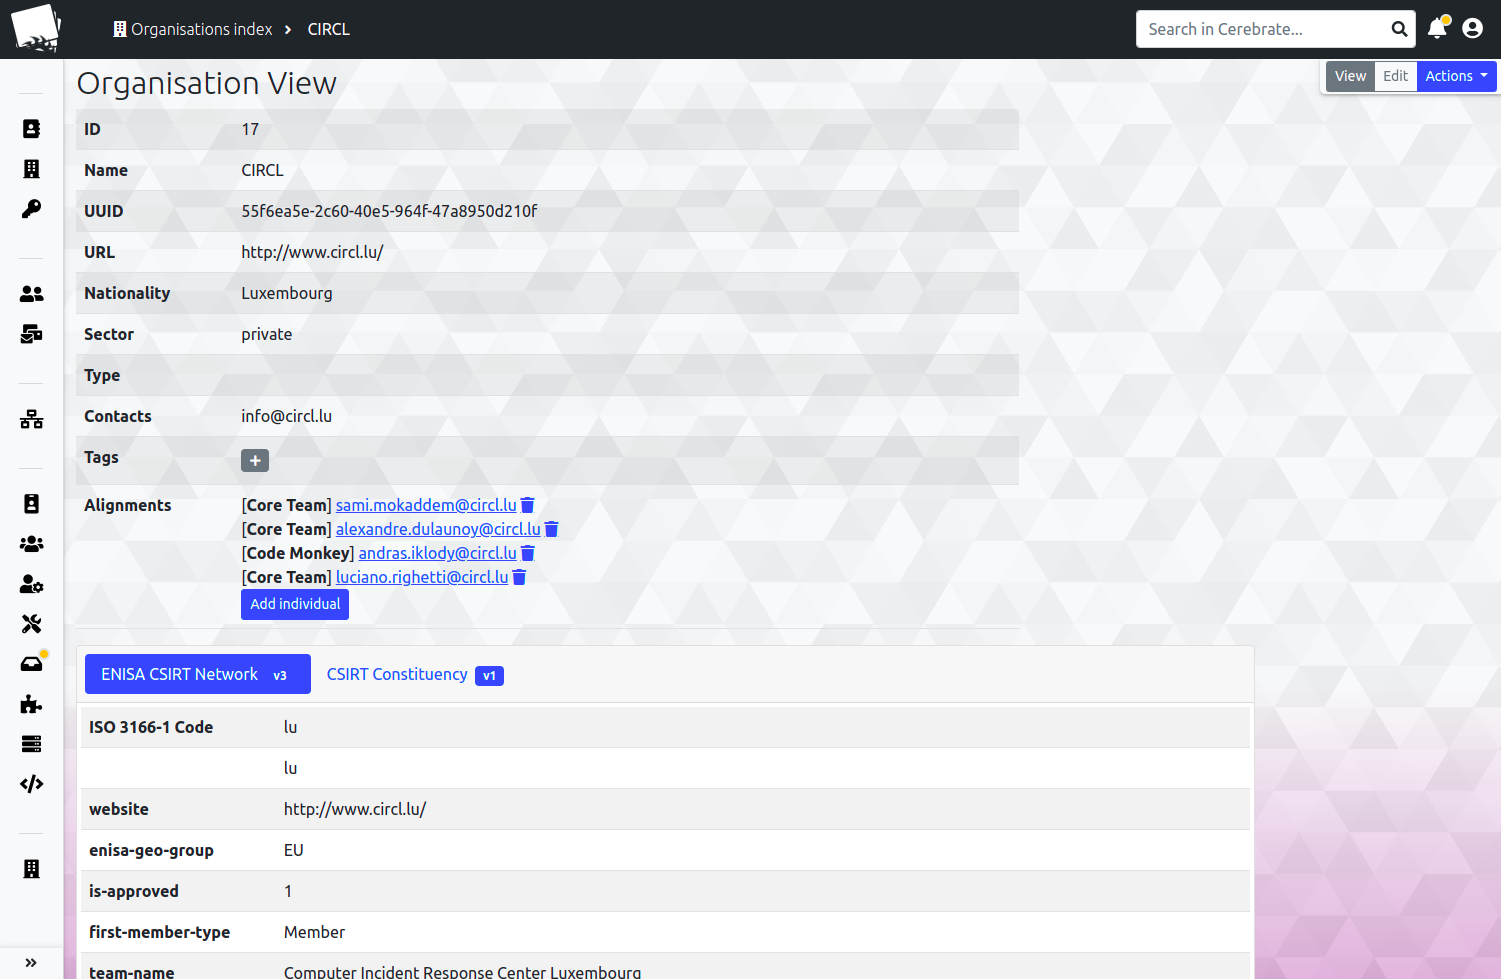 Organisations index > CIRCL
Search in Cerebrate...
Organisation View
View Edit Actions
ID 17
Name CIRCL
UUID 55f6ea5e-2c60-40e5-964f-47a8950d210f
URL http://www.circl.lu/
Nationality Luxembourg
Sector private
Type
Contacts info@circl.lu
Tags +
Alignments [Core Team] sami.mokaddem@circl.lu
[Core Team] alexandre.dulaunoy@circl.lu
[Code Monkey] andras.iklody@circl.lu
[Core Team] luciano.righetti@circl.lu
Add individual
ENISA CSIRT Network v3 CSIRT Constituency v1
ISO 3166-1 Code lu
lu
website http://www.circl.lu/
enisa-geo-group EU
is-approved 1
first-member-type Member
team-name Computer Incident Response Center Luxembourg